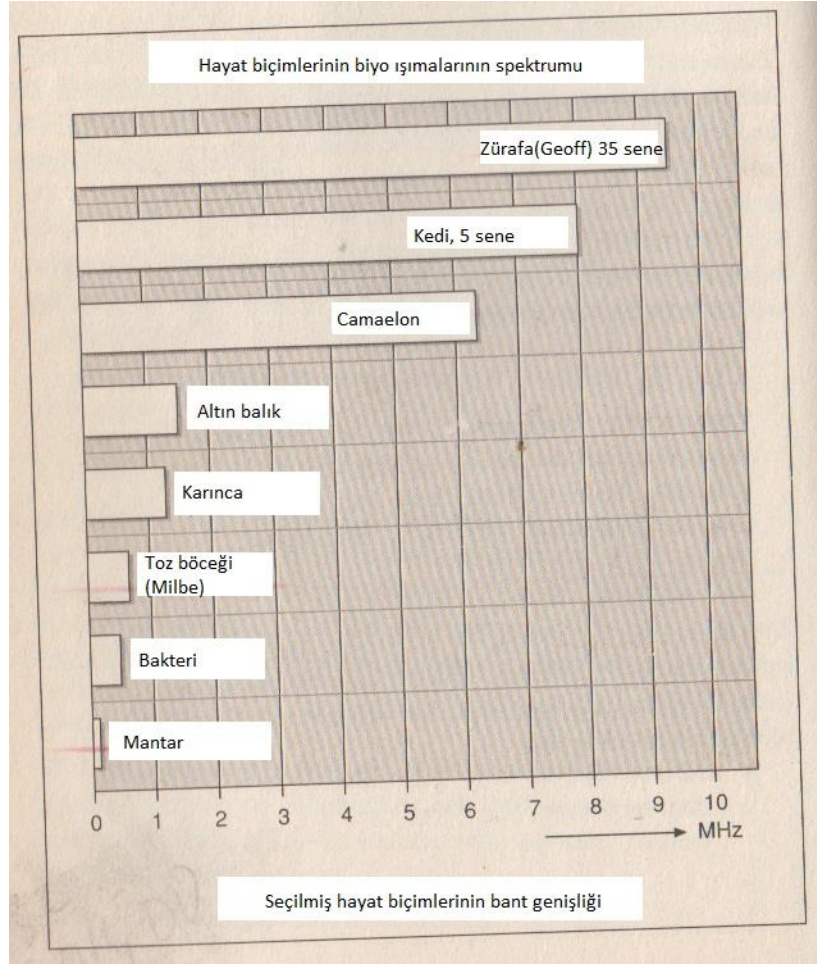 Hayat biçimlerinin biyo ışımalarının spektrumu
Zürafa(Geoff) 35 sene
Kedi, 5 sene
Camaelon
Altın balık
Karınca
Toz böceği
(Milbe)
Bakteri
Mantar
0 1 2 3 4 5 6 7 8 9 10
MHz
Seçilmiş hayat biçimlerinin bant genişliği